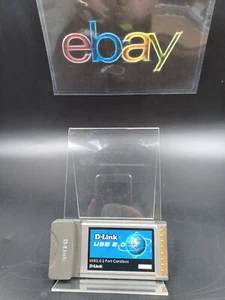 ebay
D-Link
D-Link
USB 2.0
USB2.0 2 Port Cardbus
D-Link